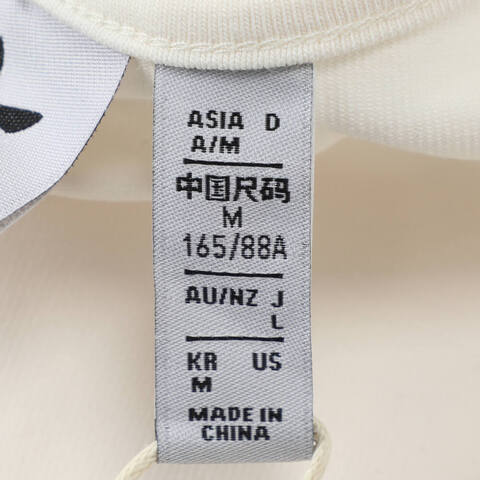 ASIA D
A/M
中国尺码
M
165/88A
AU/NZ J
L
KR US
M
MADE IN
CHINA